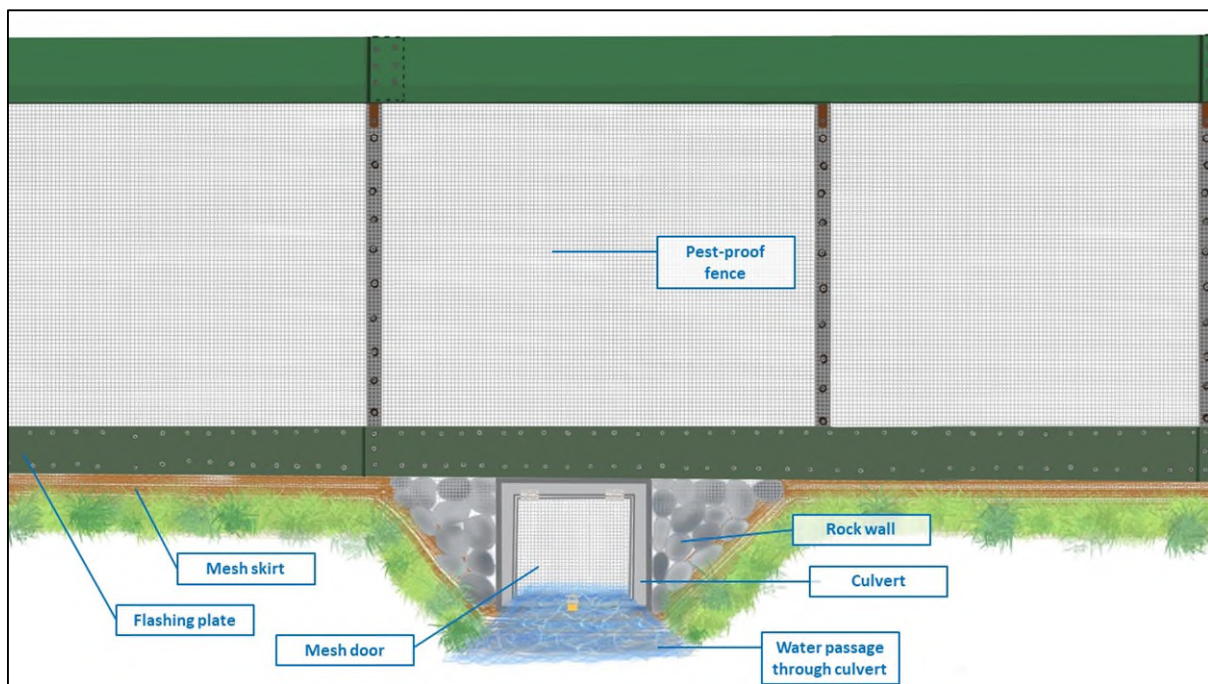 Pest-proof
fence
Rock wall
Mesh skirt
Culvert
Flashing plate
Mesh door
Water passage
through culvert